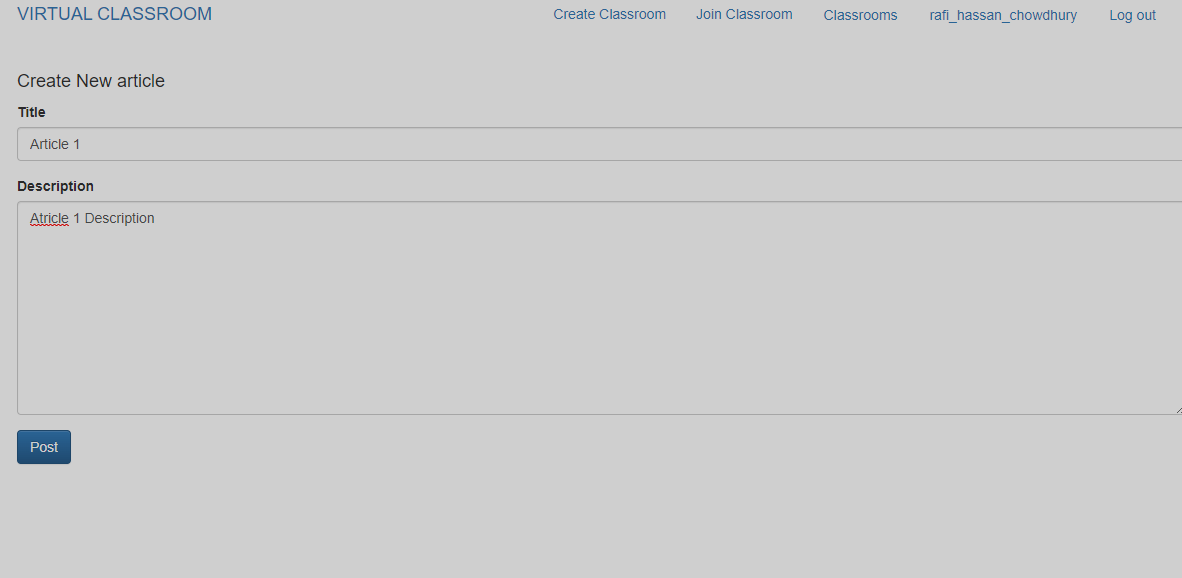 VIRTUAL CLASSROOM Create Classroom Join Classroom Classrooms rafi_hassan_chowdhury Log out
Create New article
Title
Article 1
Description
Atricle 1 Description
Post